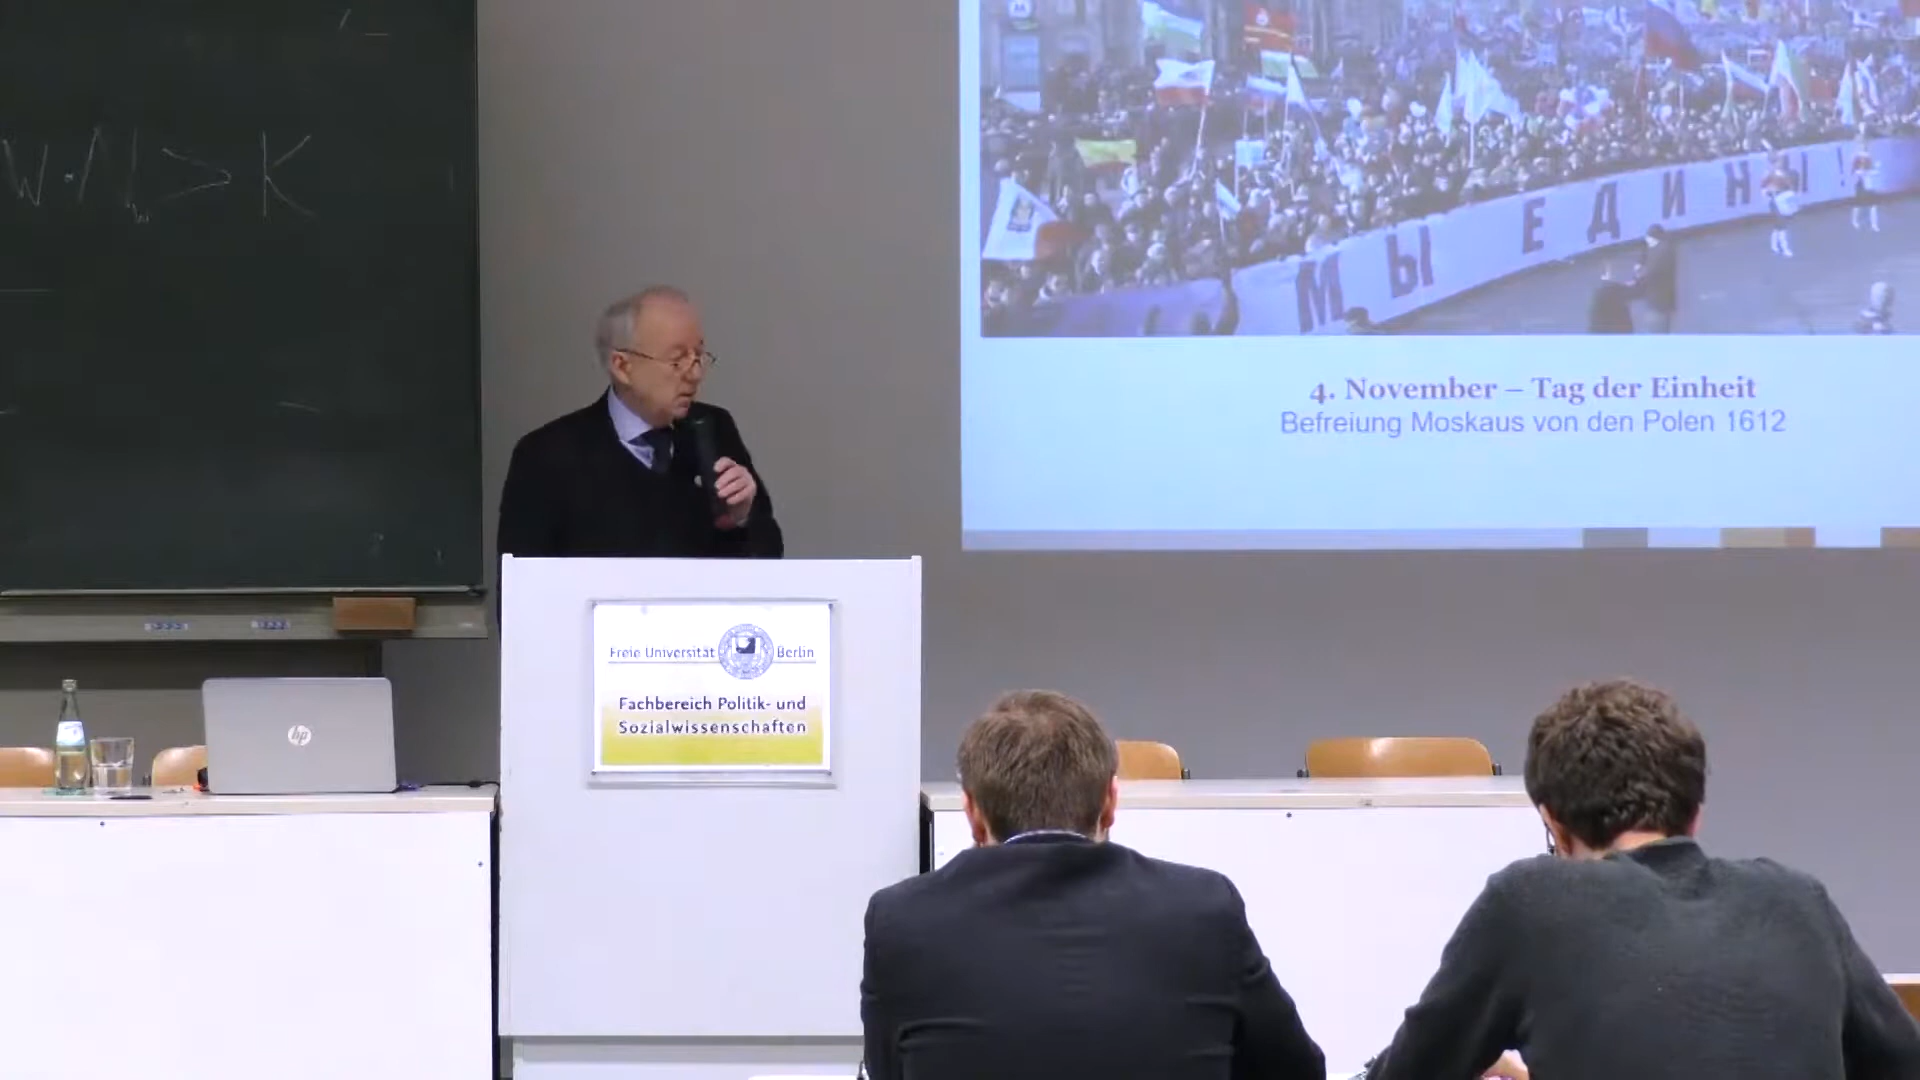 МЫ ЕДИНЫ!
4. November – Tag der Einheit
Befreiung Moskaus von den Polen 1612
Freie Universität Berlin
Fachbereich Politik- und
Sozialwissenschaften
hp